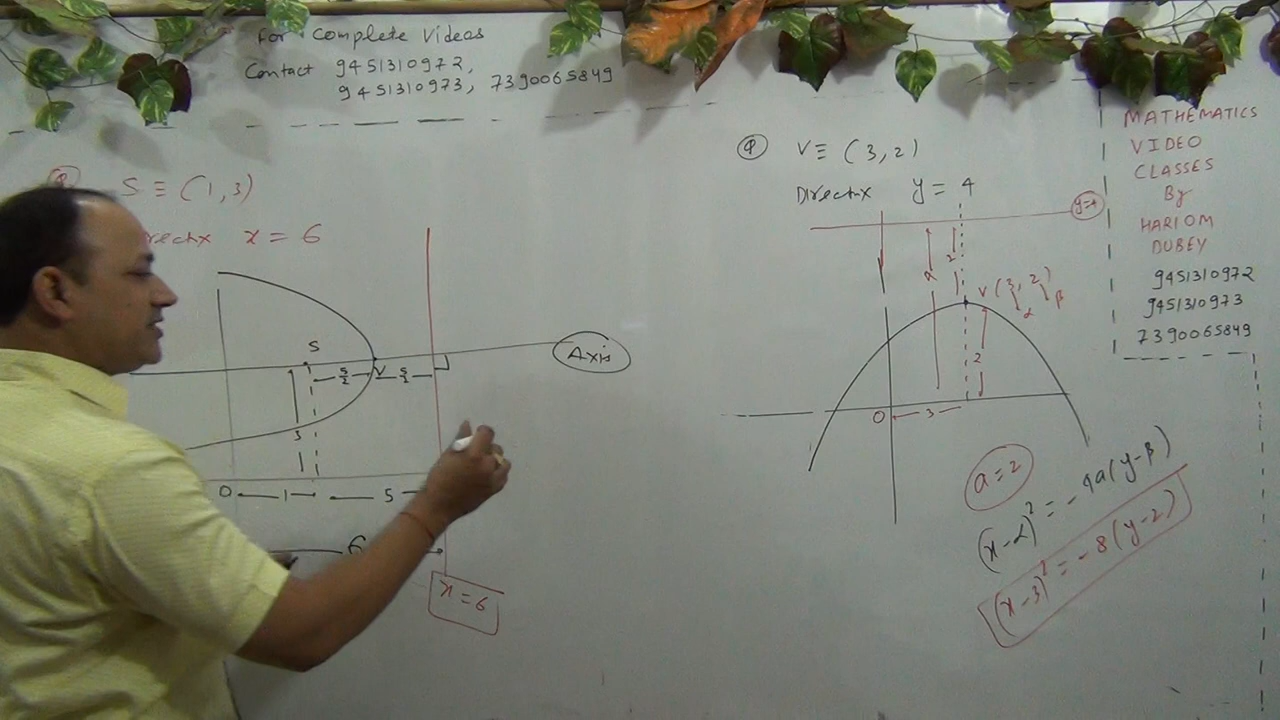 For Complete Videos
Contact 9451310972,
9451310973, 7390065849
Q S ≡ (1, 3)
x = 6
S
5/2 V 5/2
Axis
3
O 1 5
6
x = 6
Q V ≡ (3, 2)
Directrix y = 4
y=4
α 2
V (3, 2)
α β
2
O 3
a = 2
(x-α)² = -4a(y-β)
(x-3)² = -8(y-2)
MATHEMATICS
VIDEO
CLASSES
By
HARIOM
DUBEY
9451310972
9451310973
7390065849